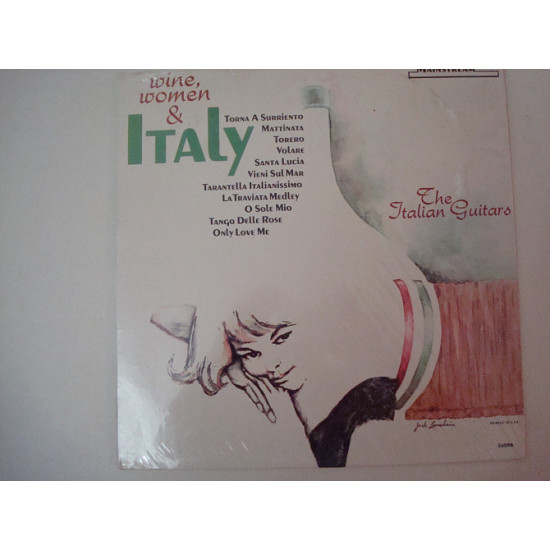 MAINSTREAM
wine,
women
&
ITALY
TORNA A SURRIENTO
MATTINATA
TORERO
VOLARE
SANTA LUCIA
VIENI SUL MAR
TARANTELLA ITALIANISSIMO
LA TRAVIATA MEDLEY
O SOLE MIO
TANGO DELLE ROSE
ONLY LOVE ME
The
Italian Guitars